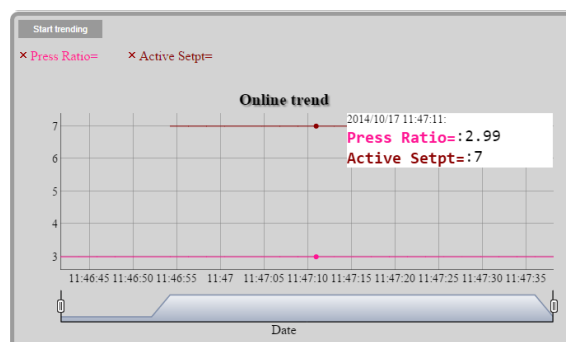 Start trending
× Press Ratio= × Active Setpt=
Online trend
2014/10/17 11:47:11:
Press Ratio=:2.99
Active Setpt=:7
7
6
5
4
3
11:46:45 11:46:50 11:46:55 11:47 11:47:05 11:47:10 11:47:15 11:47:20 11:47:25 11:47:30 11:47:35
Date